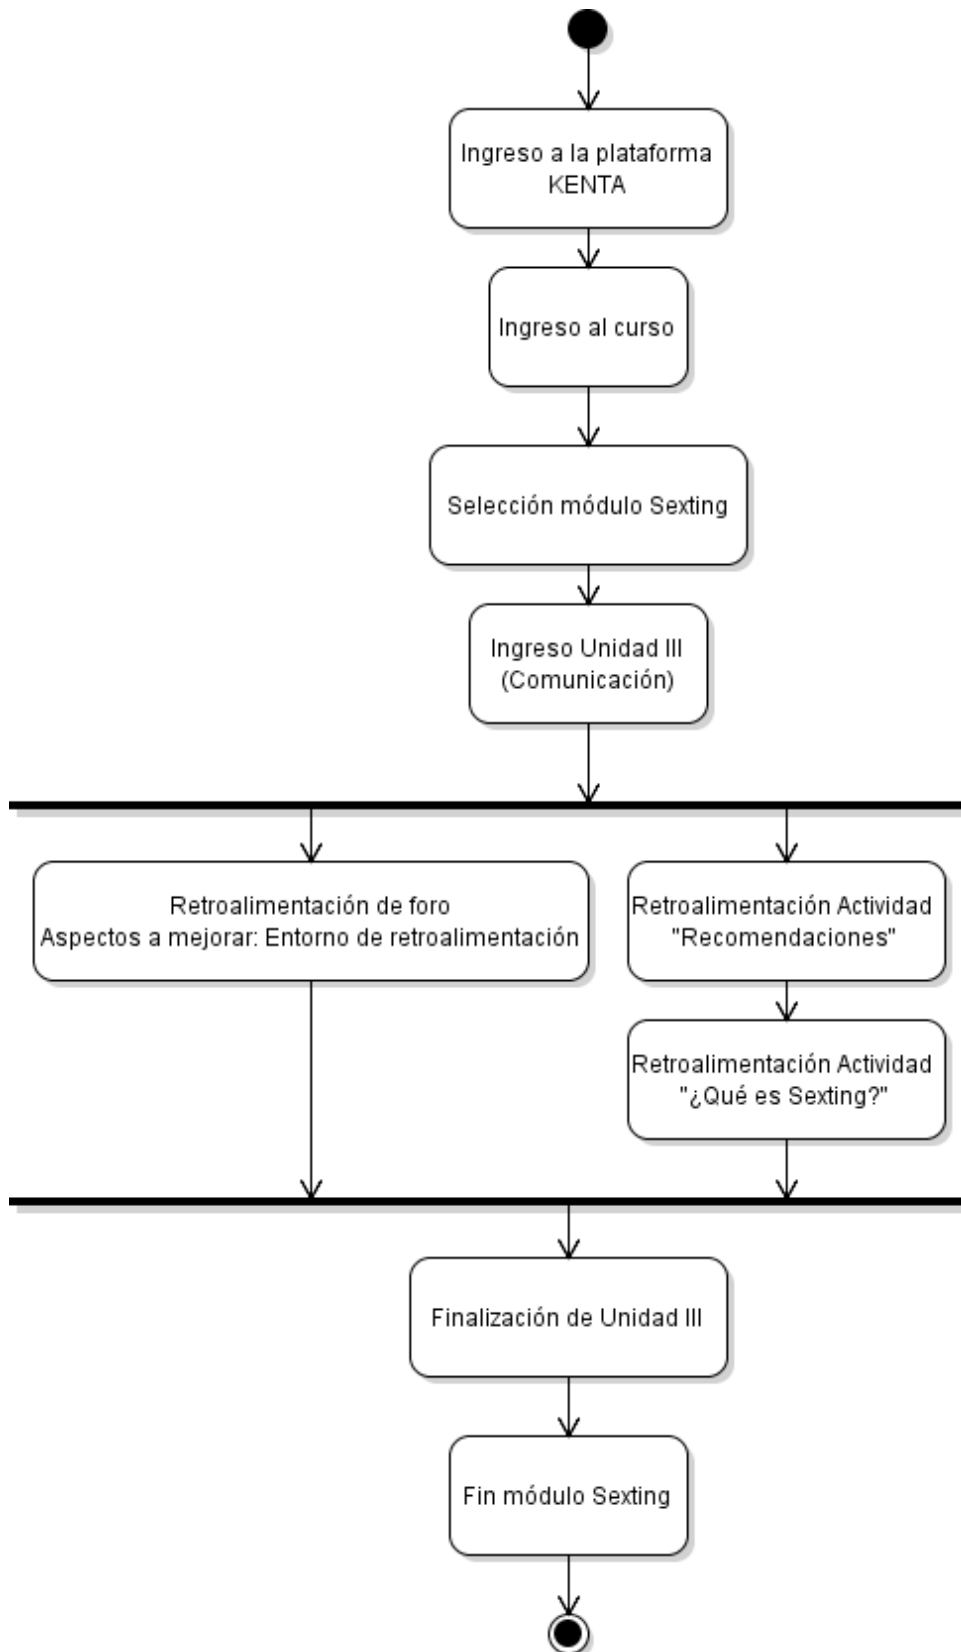 Ingreso a la plataforma
KENTA
Ingreso al curso
Selección módulo Sexting
Ingreso Unidad III
(Comunicación)
Retroalimentación de foro
Aspectos a mejorar: Entorno de retroalimentación
Retroalimentación Actividad
"Recomendaciones"
Retroalimentación Actividad
"¿Qué es Sexting?"
Finalización de Unidad III
Fin módulo Sexting